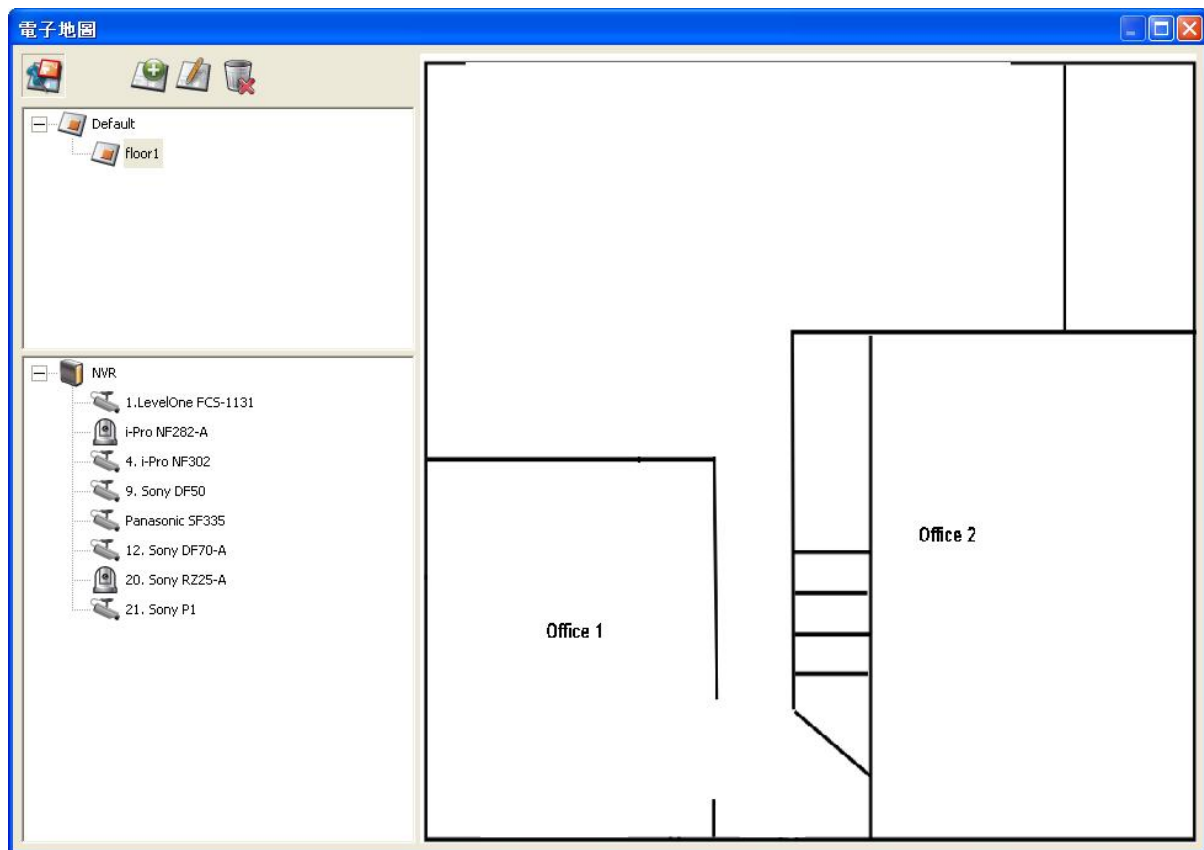 電子地圖
Default
floor1
NVR
1.LevelOne FCS-1131
i-Pro NF282-A
4. i-Pro NF302
9. Sony DF50
Panasonic SF335
12. Sony DF70-A
20. Sony RZ25-A
21. Sony P1
Office 2
Office 1